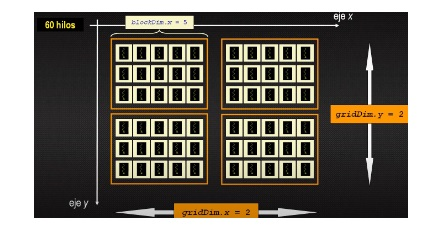 60 hilos
blockDim.x = 5
eje x
gridDim.y = 2
eje y
gridDim.x = 2